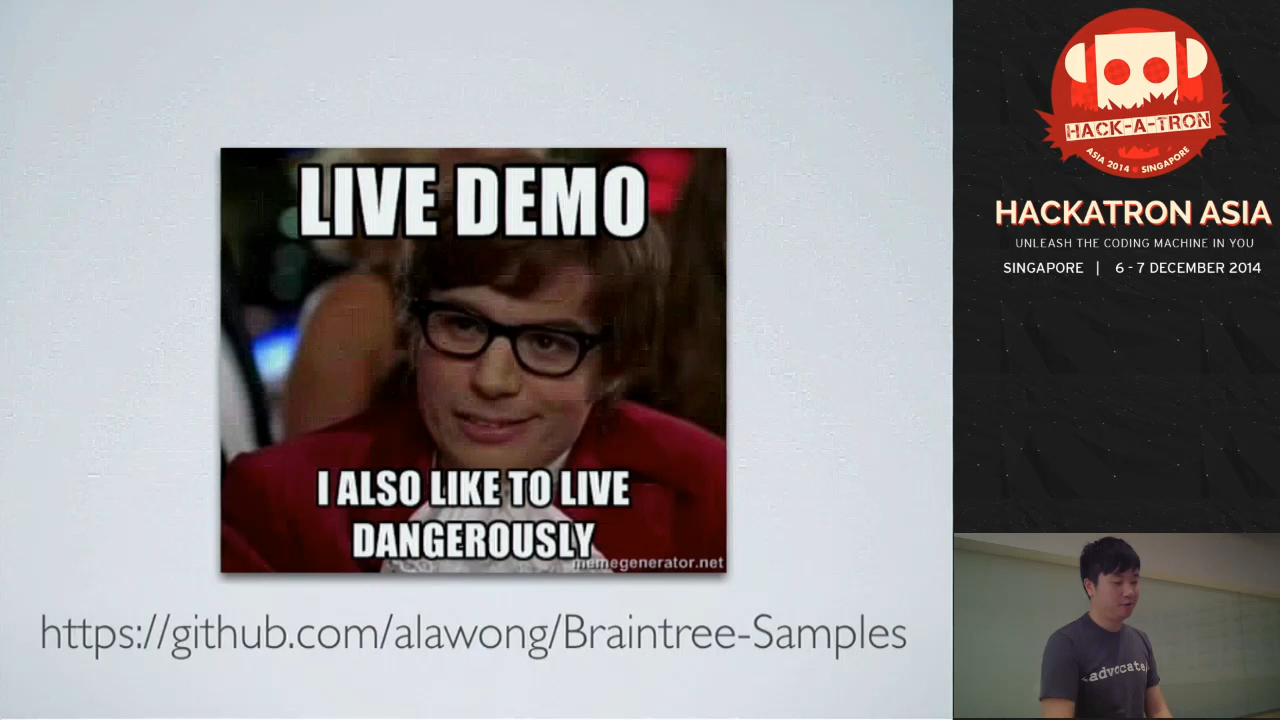 LIVE DEMO
I ALSO LIKE TO LIVE
DANGEROUSLY
memegenerator.net
https://github.com/alawong/Braintree-Samples
HACK-A-TRON
ASIA 2014 SINGAPORE
HACKATRON ASIA
UNLEASH THE CODING MACHINE IN YOU
SINGAPORE | 6 - 7 DECEMBER 2014
advocate